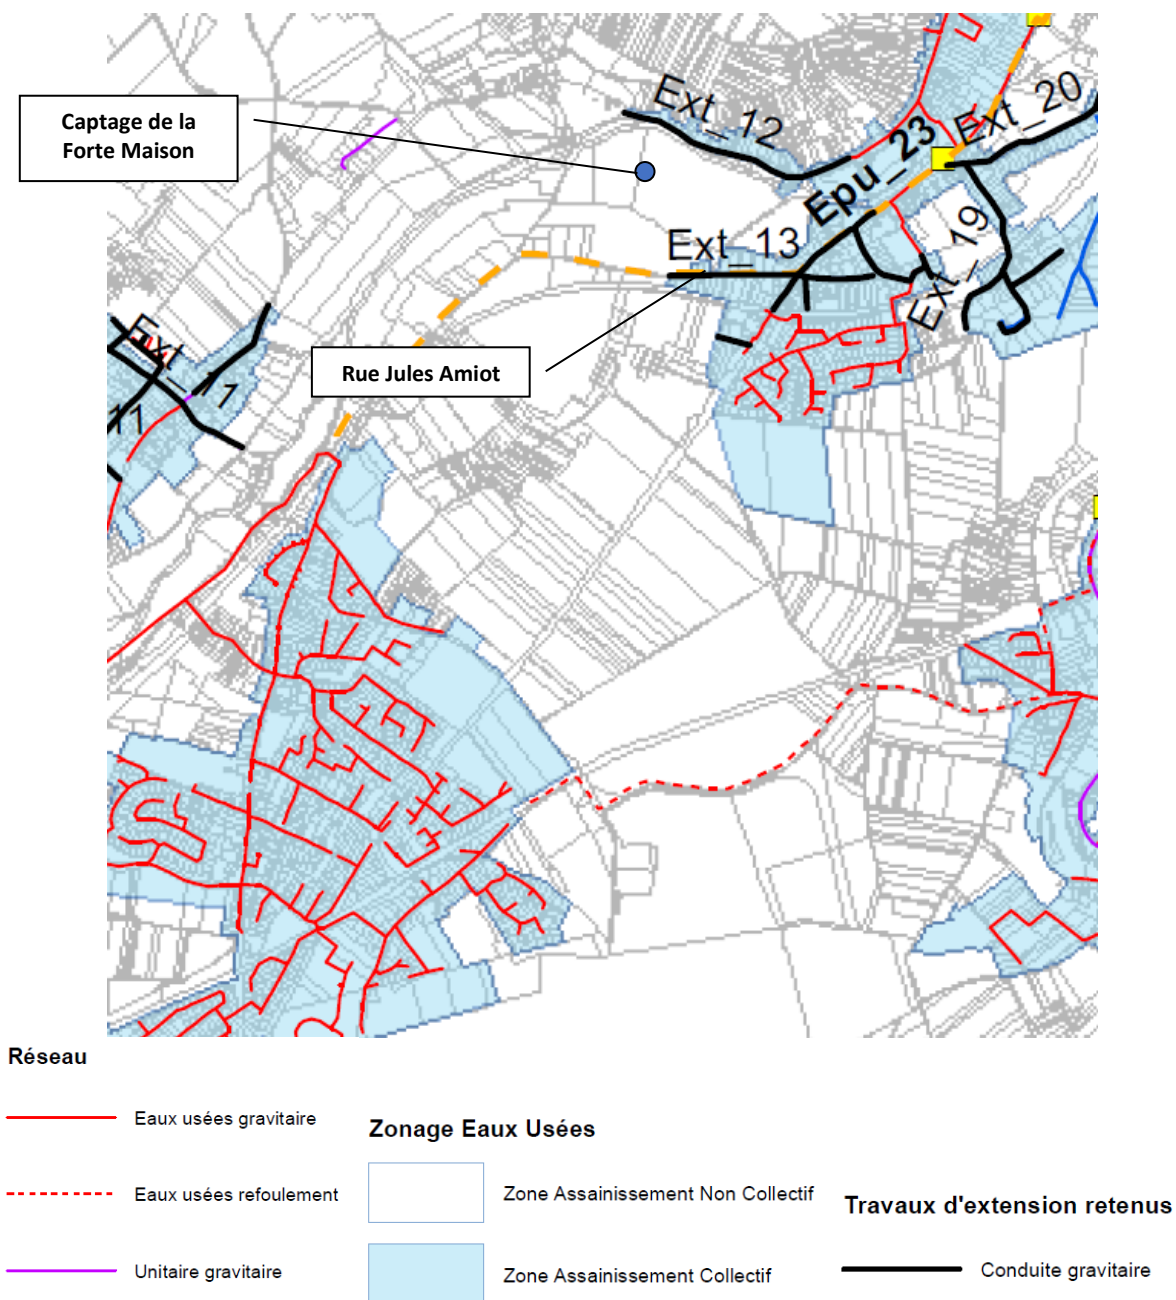 Captage de la
Forte Maison
Ext_12
Epu_23
Ext_20
Ext_13
Ext_19
Rue Jules Amiot
Ext_11
11
Réseau
Eaux usées gravitaire
Eaux usées refoulement
Unitaire gravitaire
Zonage Eaux Usées
Zone Assainissement Non Collectif
Zone Assainissement Collectif
Travaux d'extension retenus
Conduite gravitaire